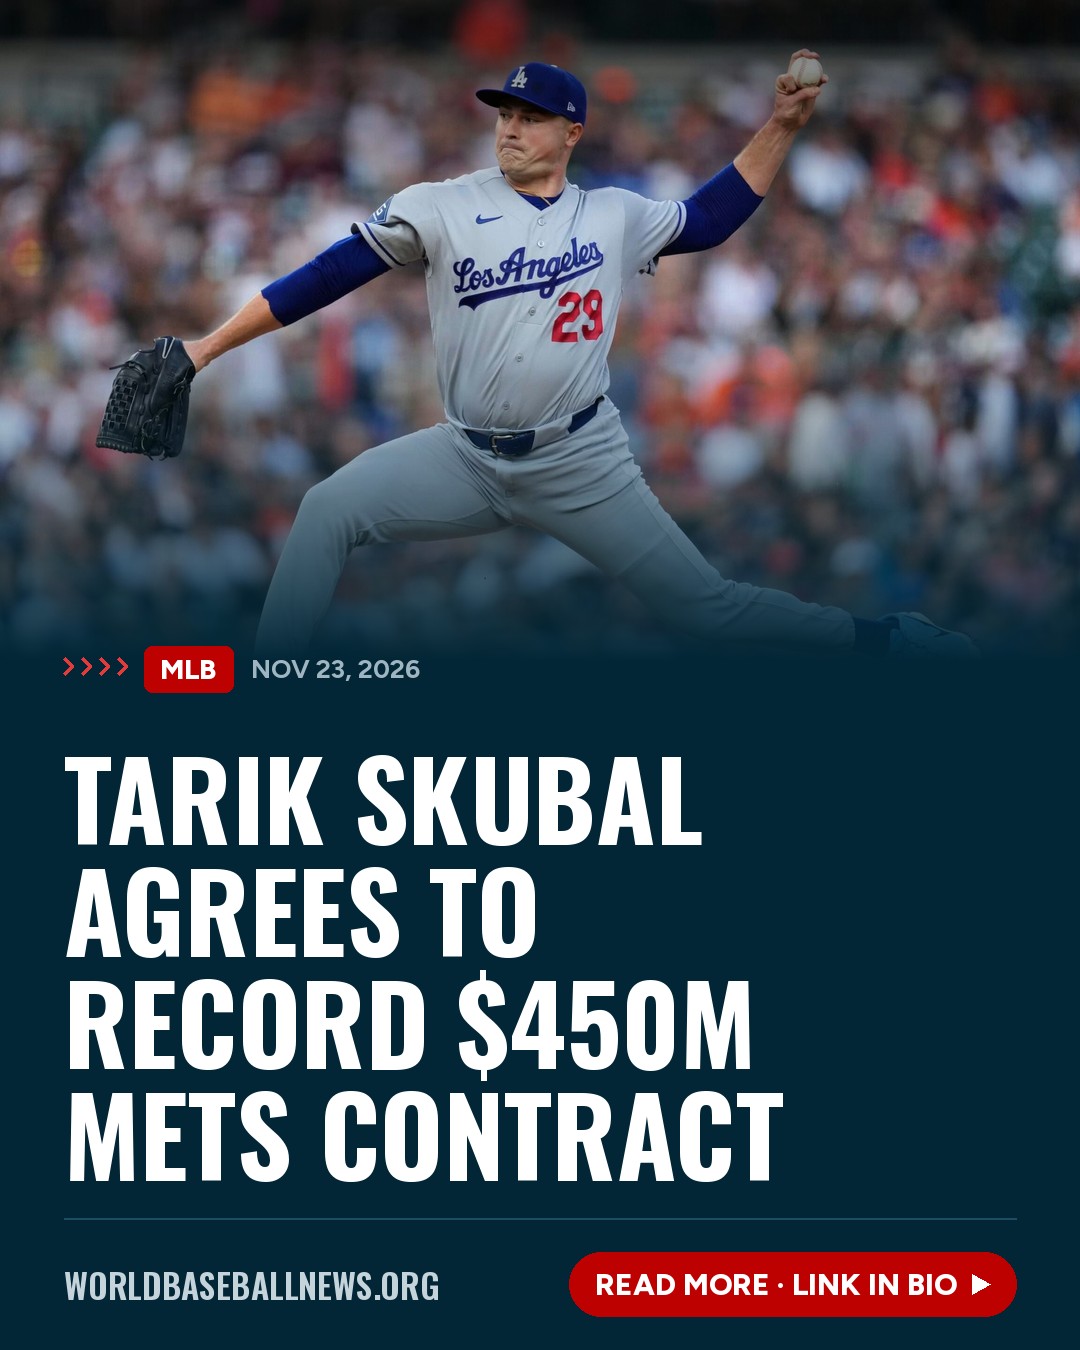 LA
Los Angeles
29
>>>> MLB NOV 23, 2026
TARIK SKUBAL
AGREES TO
RECORD $450M
METS CONTRACT
WORLDBASEBALLNEWS.ORG
READ MORE · LINK IN BIO ▶